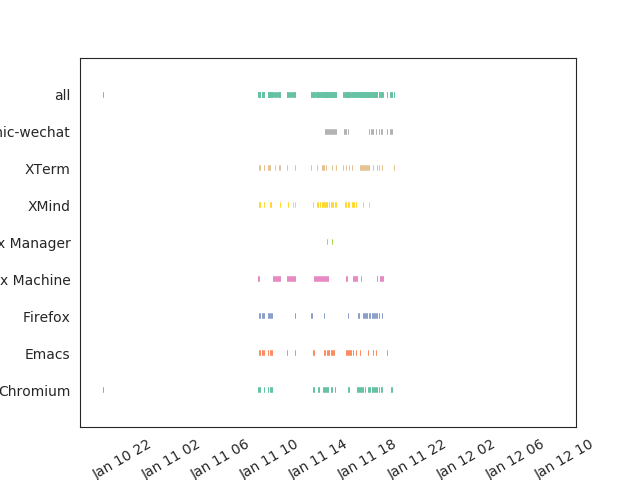 all
nic-wechat
XTerm
XMind
x Manager
x Machine
Firefox
Emacs
Chromium
Jan 10 22
Jan 11 02
Jan 11 06
Jan 11 10
Jan 11 14
Jan 11 18
Jan 11 22
Jan 12 02
Jan 12 06
Jan 12 10